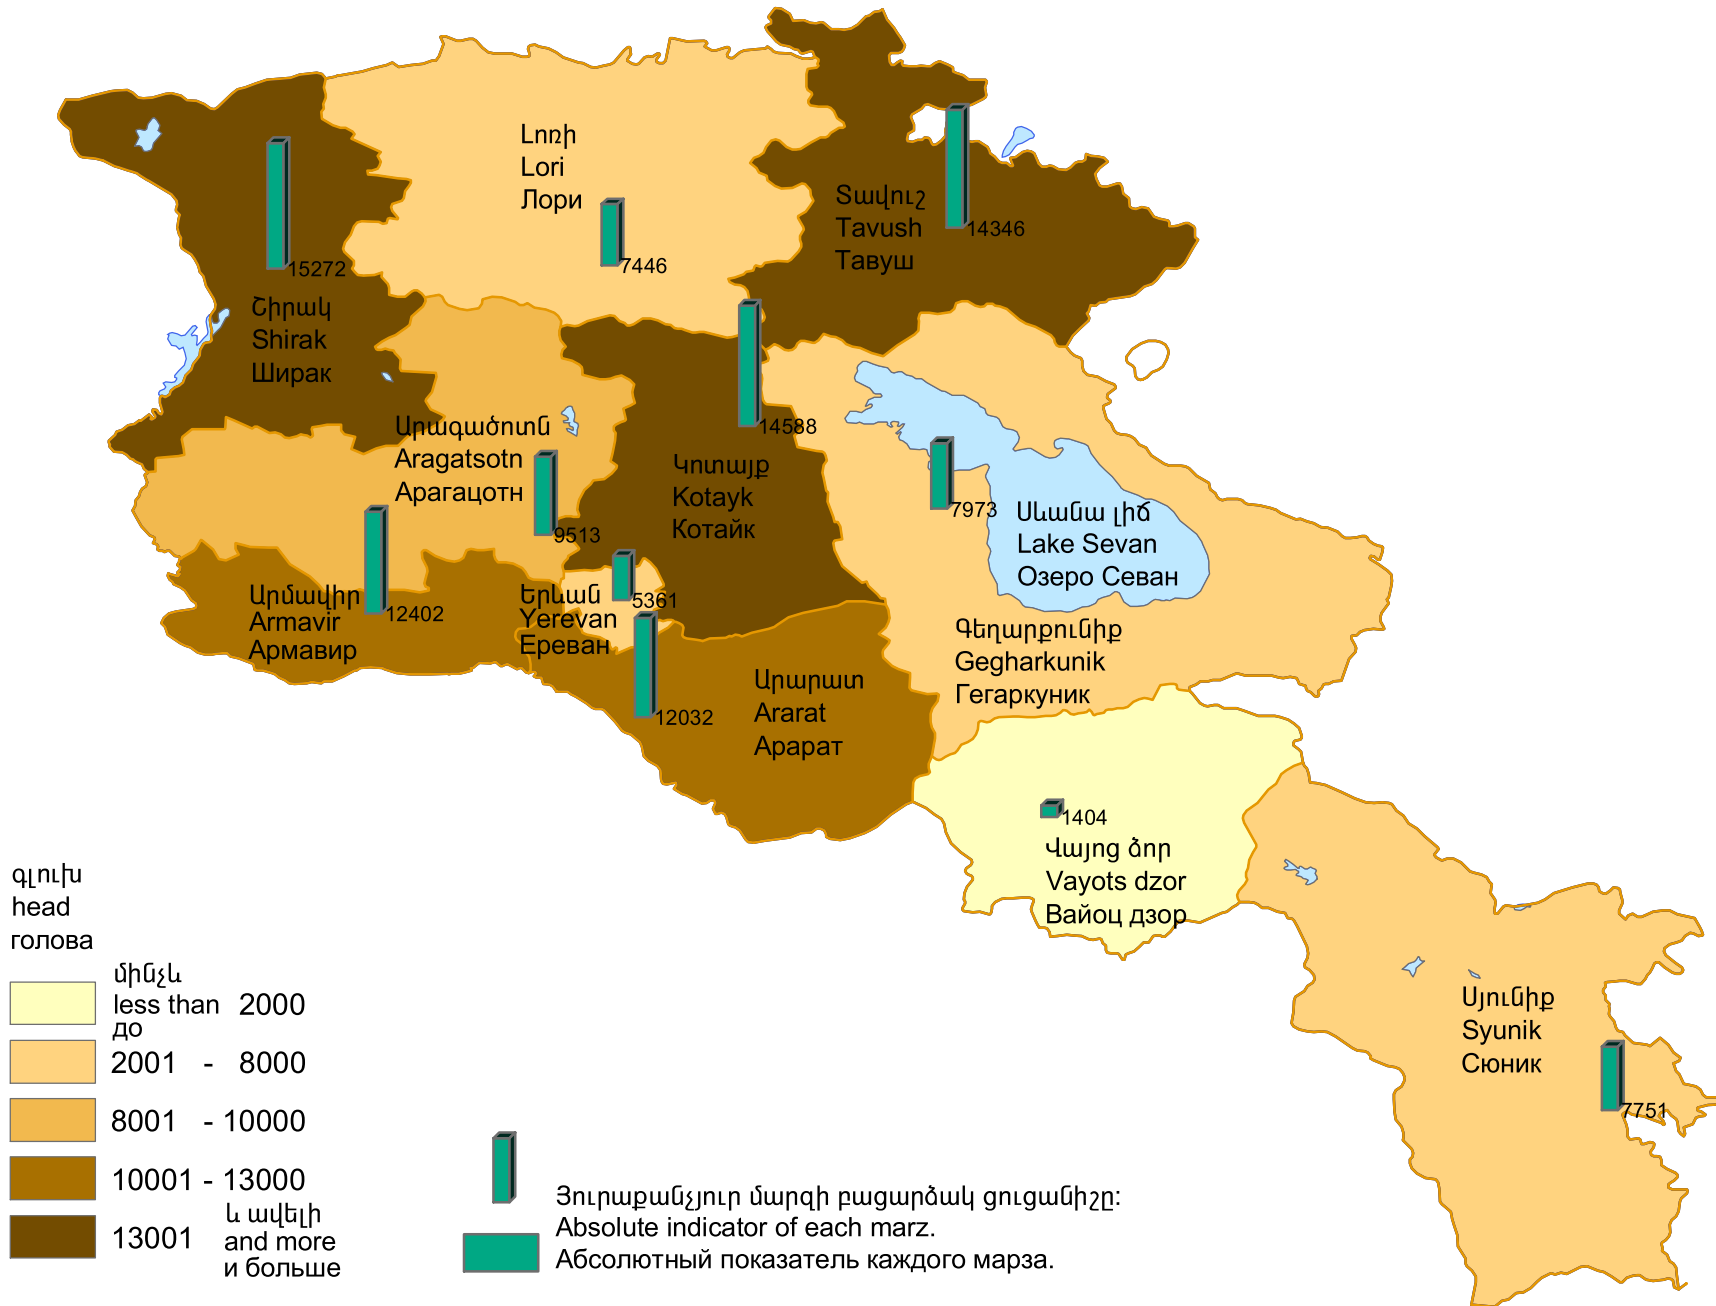 Լոռի
Lori
Лори
7446
Տավուշ
Tavush
Тавуш
14346
15272
Շիրակ
Shirak
Ширак
Արագածոտն
Aragatsotn
Арагацотн
9513
14588
Կոտայք
Kotayk
Котайк
7973
Սևանա լիճ
Lake Sevan
Озеро Севан
Արմավիր
Armavir
Армавир
12402
Երևան
Yerevan
Ереван
5361
12032
Արարատ
Ararat
Арарат
Գեղարքունիք
Gegharkunik
Гегаркуник
1404
Վայոց ձոր
Vayots dzor
Вайоц дзор
Սյունիք
Syunik
Сюник
7751
գլուխ
head
голова
մինչև
less than 2000
до
2001 - 8000
8001 - 10000
10001 - 13000
13001
և ավելի
and more
и больше
Յուրաքանչյուր մարզի բացարձակ ցուցանիշը:
Absolute indicator of each marz.
Абсолютный показатель каждого марза.